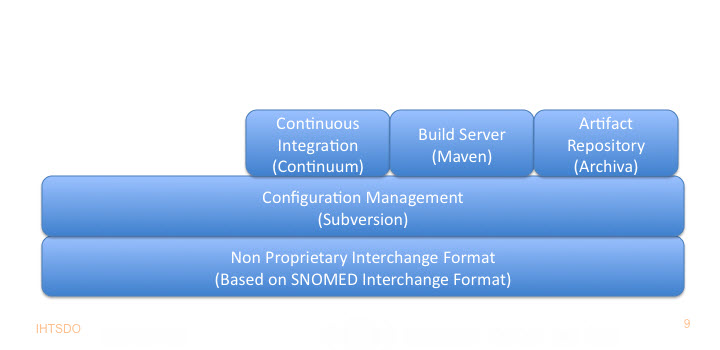 Continuous
Integration
(Continuum)
Build Server
(Maven)
Artifact
Repository
(Archiva)
Configuration Management
(Subversion)
Non Proprietary Interchange Format
(Based on SNOMED Interchange Format)
IHTSDO
9